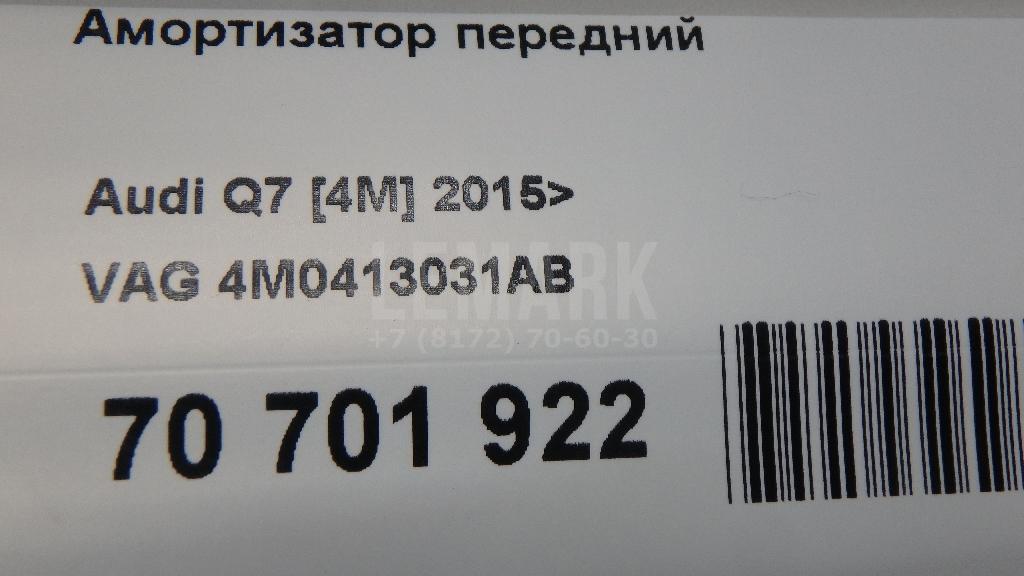 Амортизатор передний
Audi Q7 [4M] 2015>
VAG 4M0413031AB
LEMARK
+7 (8172) 70-60-30
70 701 922